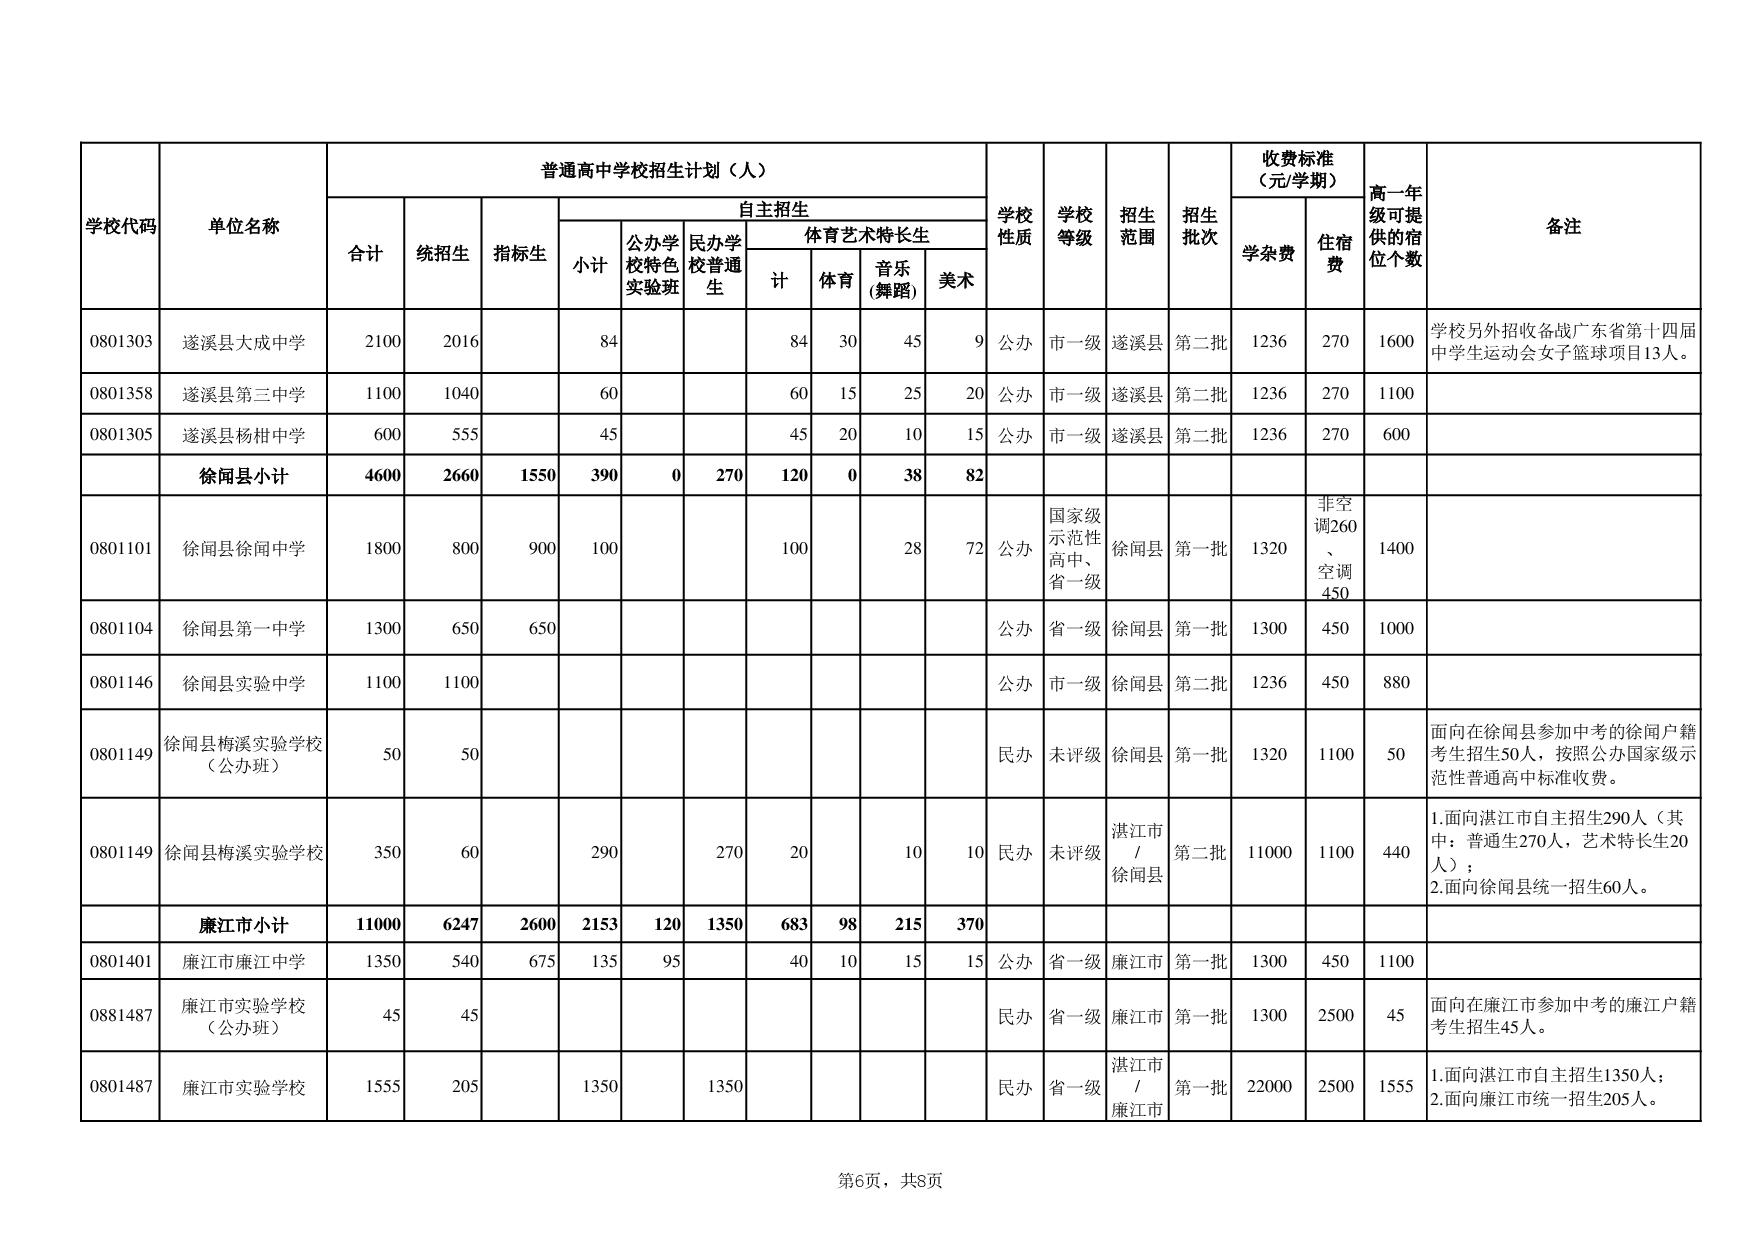 学校代码 单位名称 普通高中学校招生计划（人） 学校性质 学校等级 招生范围 招生批次 收费标准（元/学期） 高一年级可提供的宿位个数 备注
合计 统招生 指标生 自主招生 学杂费 住宿费
小计 公办学校特色实验班 民办学校普通生 体育艺术特长生
计 体育 音乐(舞蹈) 美术
0801303 遂溪县大成中学 2100 2016 84 84 30 45 9 公办 市一级 遂溪县 第二批 1236 270 1600 学校另外招收备战广东省第十四届中学生运动会女子篮球项目13人。
0801358 遂溪县第三中学 1100 1040 60 60 15 25 20 公办 市一级 遂溪县 第二批 1236 270 1100
0801305 遂溪县杨柑中学 600 555 45 45 20 10 15 公办 市一级 遂溪县 第二批 1236 270 600
徐闻县小计 4600 2660 1550 390 0 270 120 0 38 82
0801101 徐闻县徐闻中学 1800 800 900 100 100 28 72 公办 国家级示范性高中、省一级 徐闻县 第一批 1320 非空调260、空调450 1400
0801104 徐闻县第一中学 1300 650 650 公办 省一级 徐闻县 第一批 1300 450 1000
0801146 徐闻县实验中学 1100 1100 公办 市一级 徐闻县 第二批 1236 450 880
0801149 徐闻县梅溪实验学校（公办班） 50 50 民办 未评级 徐闻县 第一批 1320 1100 50 面向在徐闻县参加中考的徐闻户籍考生招生50人，按照公办国家级示范性普通高中标准收费。
0801149 徐闻县梅溪实验学校 350 60 290 270 20 10 10 民办 未评级 湛江市/徐闻县 第二批 11000 1100 440 1.面向湛江市自主招生290人（其中：普通生270人，艺术特长生20人）；
2.面向徐闻县统一招生60人。
廉江市小计 11000 6247 2600 2153 120 1350 683 98 215 370
0801401 廉江市廉江中学 1350 540 675 135 95 40 10 15 15 公办 省一级 廉江市 第一批 1300 450 1100
0881487 廉江市实验学校（公办班） 45 45 民办 省一级 廉江市 第一批 1300 2500 45 面向在廉江市参加中考的廉江户籍考生招生45人。
0801487 廉江市实验学校 1555 205 1350 1350 民办 省一级 湛江市/廉江市 第一批 22000 2500 1555 1.面向湛江市自主招生1350人；
2.面向廉江市统一招生205人。
第6页，共8页